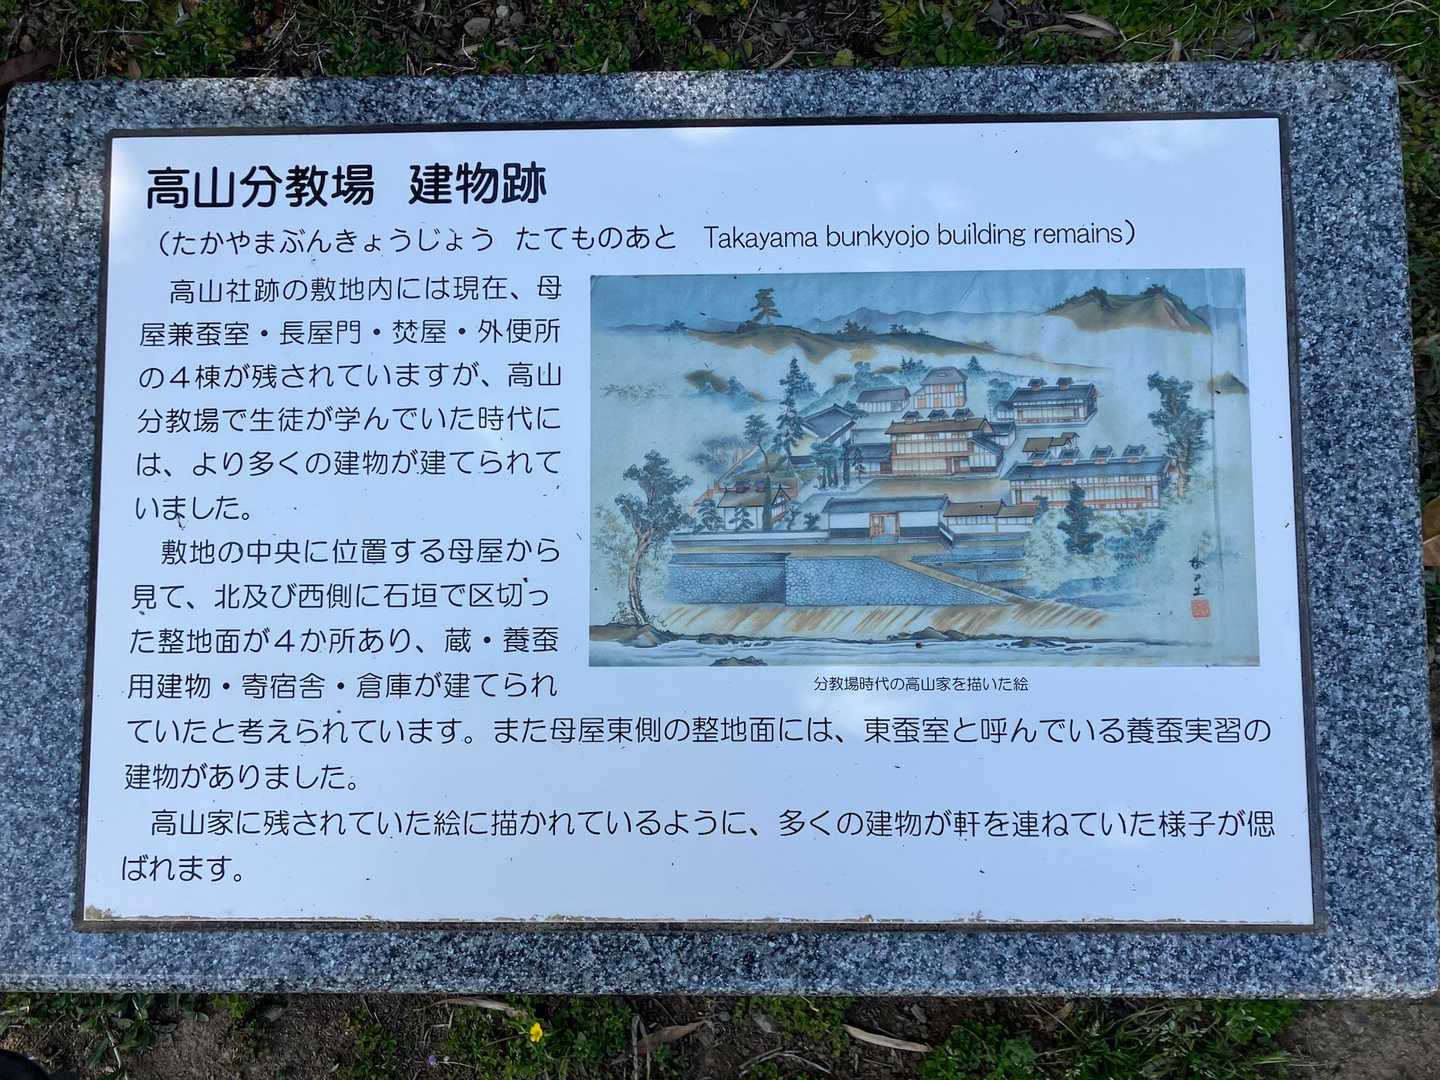 高山分教場 建物跡
(たかやまぶんきょうじょう たてものあと Takayama bunkyojo building remains)
高山社跡の敷地内には現在、母
屋兼蚕室・長屋門・焚屋・外便所
の4棟が残されていますが、高山
分教場で生徒が学んでいた時代に
は、より多くの建物が建てられて
いました。
敷地の中央に位置する母屋から
見て、北及び西側に石垣で区切っ
た整地面が4か所あり、蔵・養蚕
用建物・寄宿舎・倉庫が建てられ
ていたと考えられています。また母屋東側の整地面には、東蚕室と呼んでいる養蚕実習の
建物がありました。
高山家に残されていた絵に描かれているように、多くの建物が軒を連ねていた様子が偲
ばれます。
分教場時代の高山家を描いた絵